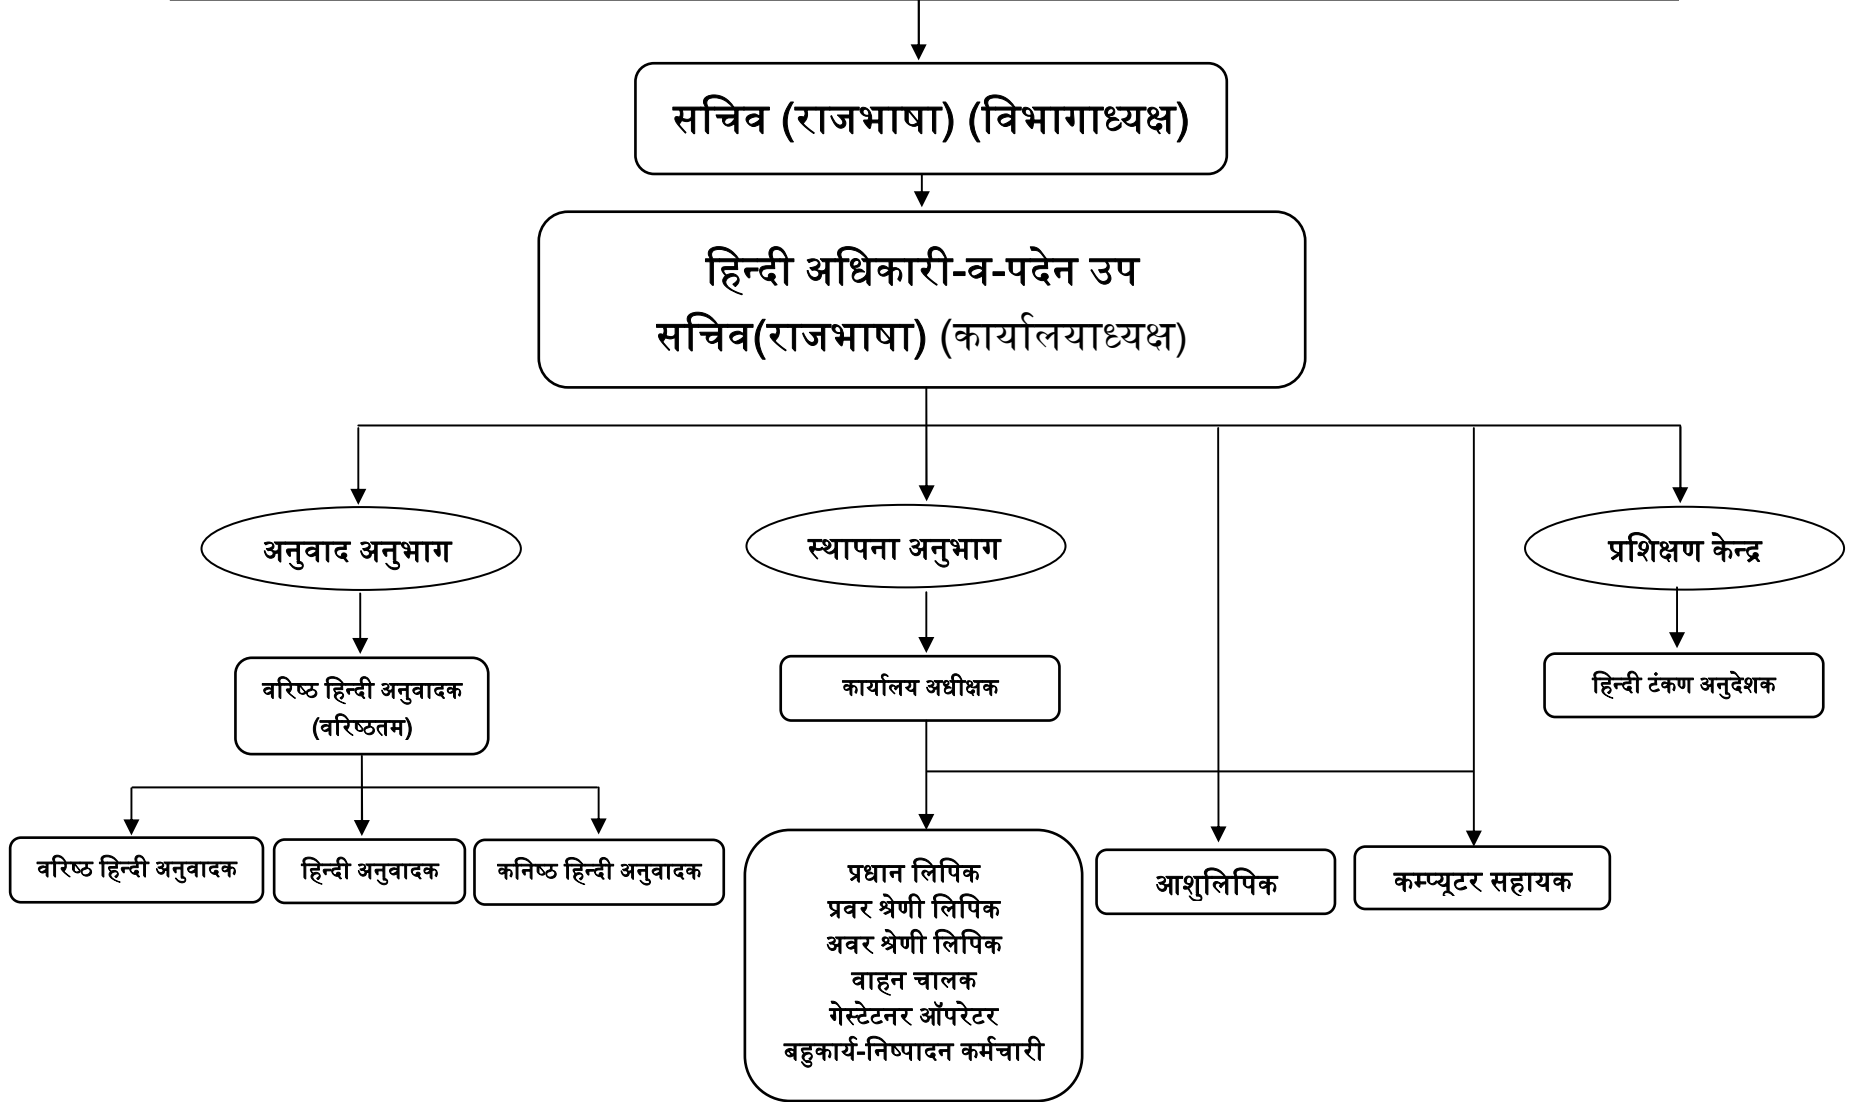 सचिव (राजभाषा) (विभागाध्यक्ष)
हिन्दी अधिकारी-व-पदेन उप
सचिव(राजभाषा) (कार्यालयाध्यक्ष)
अनुवाद अनुभाग
स्थापना अनुभाग
प्रशिक्षण केन्द्र
वरिष्ठ हिन्दी अनुवादक
(वरिष्ठतम)
कार्यालय अधीक्षक
हिन्दी टंकण अनुदेशक
वरिष्ठ हिन्दी अनुवादक
हिन्दी अनुवादक
कनिष्ठ हिन्दी अनुवादक
प्रधान लिपिक
प्रवर श्रेणी लिपिक
अवर श्रेणी लिपिक
वाहन चालक
गेस्टेटनर ऑपरेटर
बहुकार्य-निष्पादन कर्मचारी
आशुलिपिक
कम्प्यूटर सहायक